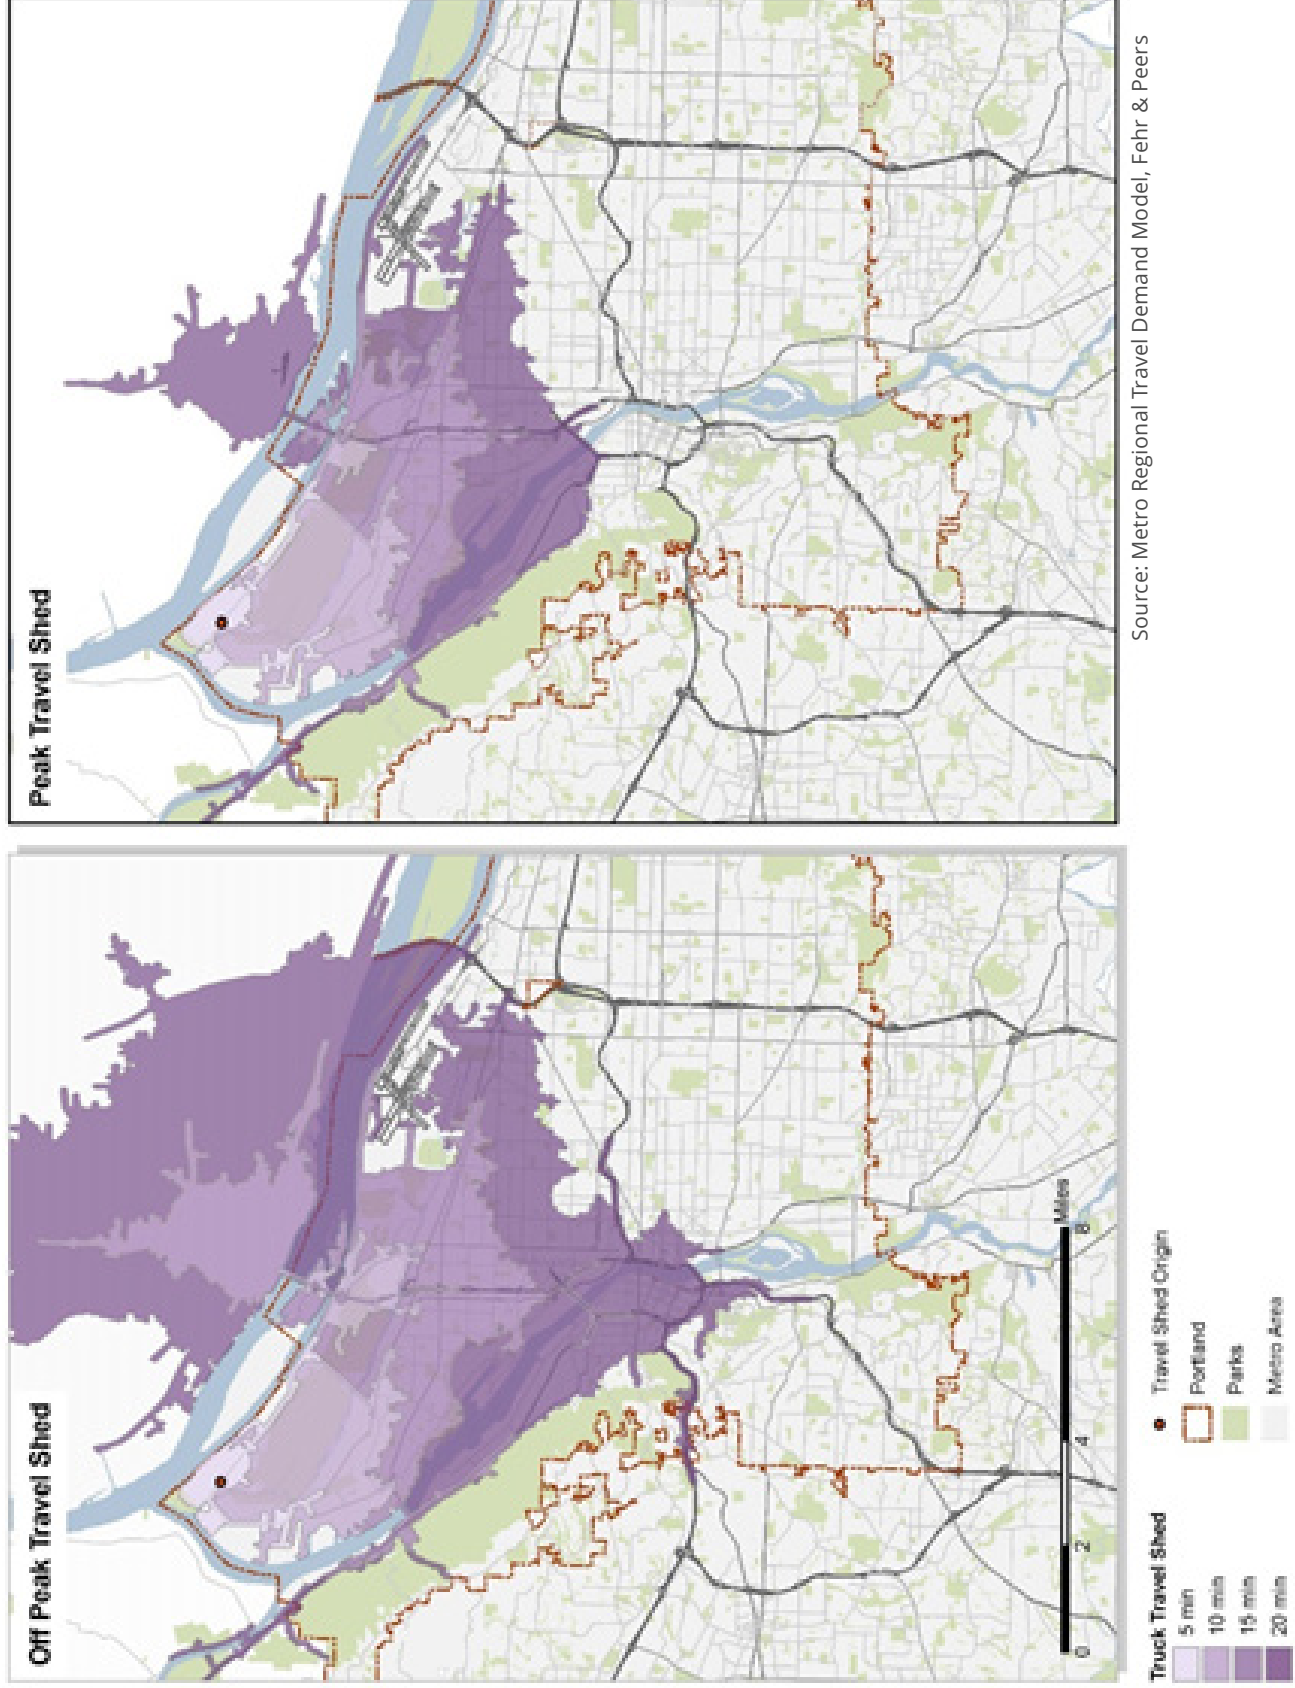 Off Peak Travel Shed
Peak Travel Shed
Miles
0 2 4 8
Truck Travel Shed
5 min
10 min
15 min
20 min
Travel Shed Origin
Portland
Parks
Metro Area
Source: Metro Regional Travel Demand Model, Fehr & Peers